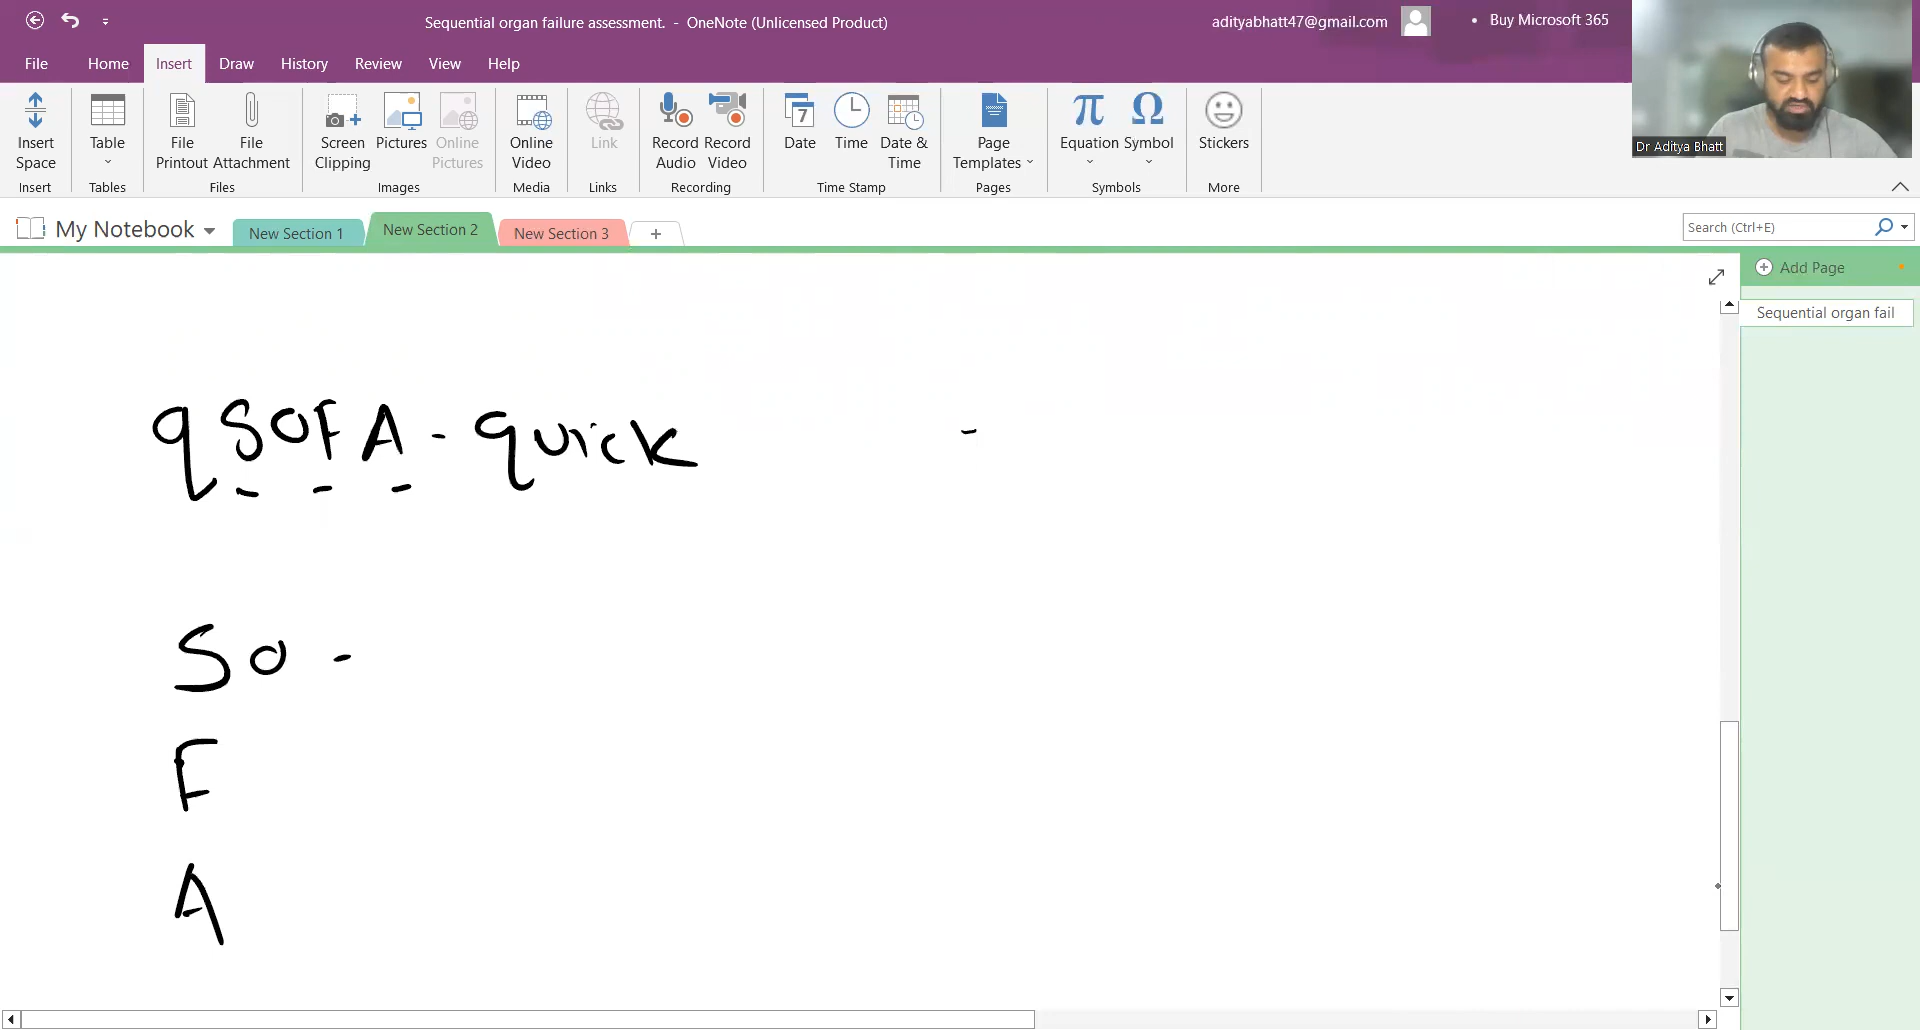 Sequential organ failure assessment. - OneNote (Unlicensed Product)
adityabhatt47@gmail.com
• Buy Microsoft 365
File Home Insert Draw History Review View Help
Insert Space
Table
File Printout
File Attachment
Screen Clipping
Pictures
Online Pictures
Online Video
Link
Record Audio
Record Video
7
Date
Time
Date & Time
Page Templates
π
Equation
Ω
Symbol
Stickers
Insert Tables Files Images Media Links Recording Time Stamp Pages Symbols More
Dr Aditya Bhatt
My Notebook
New Section 1
New Section 2
New Section 3
+
Search (Ctrl+E)
Add Page
Sequential organ fail
qSOFA - quick -
SO -
F
A